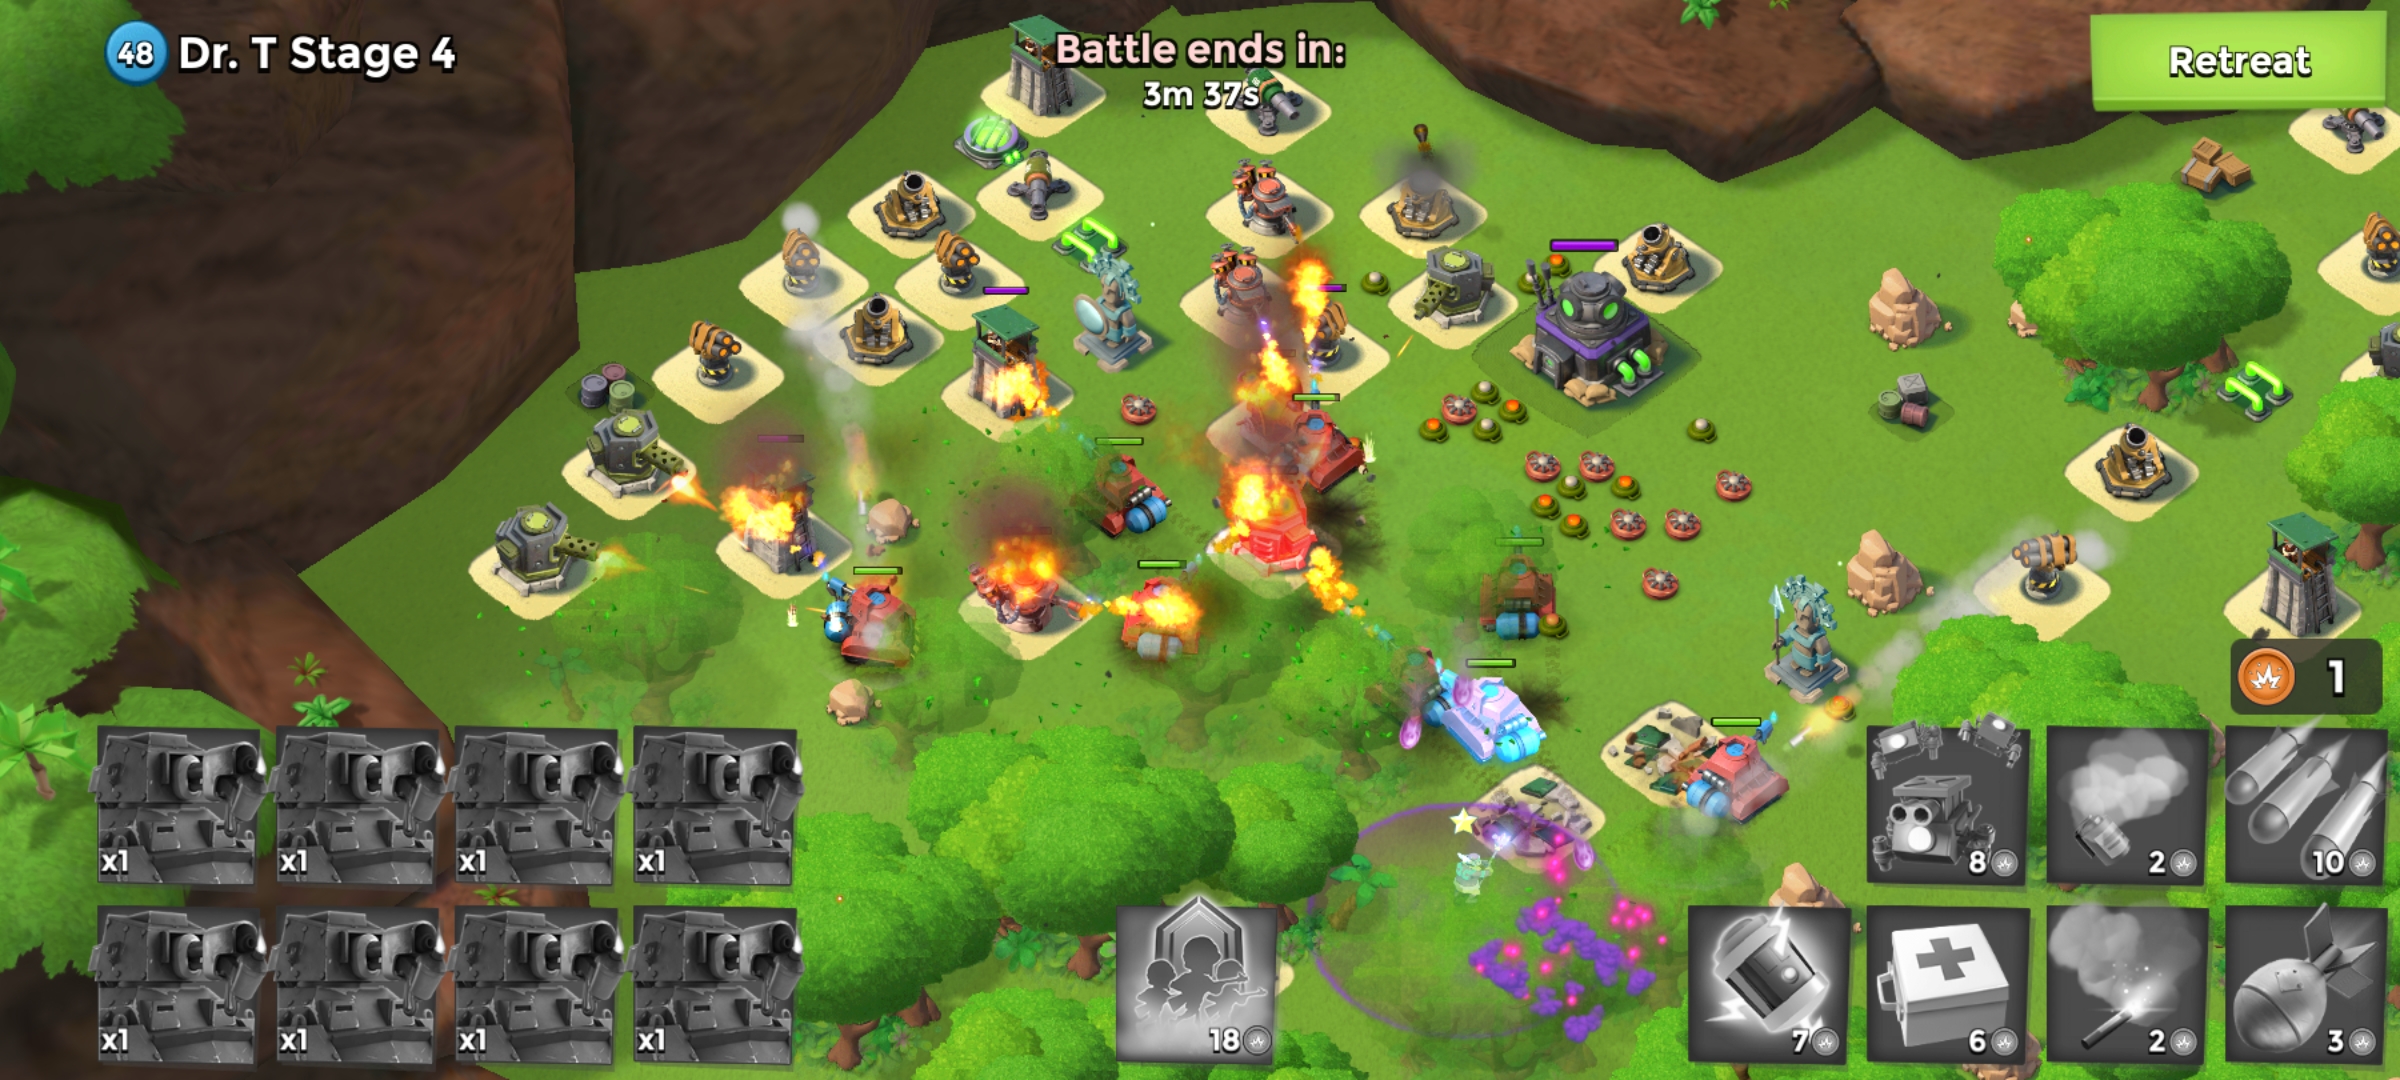 48 Dr. T Stage 4
Battle ends in:
3m 37s
Retreat
1
x1 x1 x1 x1
8 2 10
x1 x1 x1 x1
18 7 6 2 3